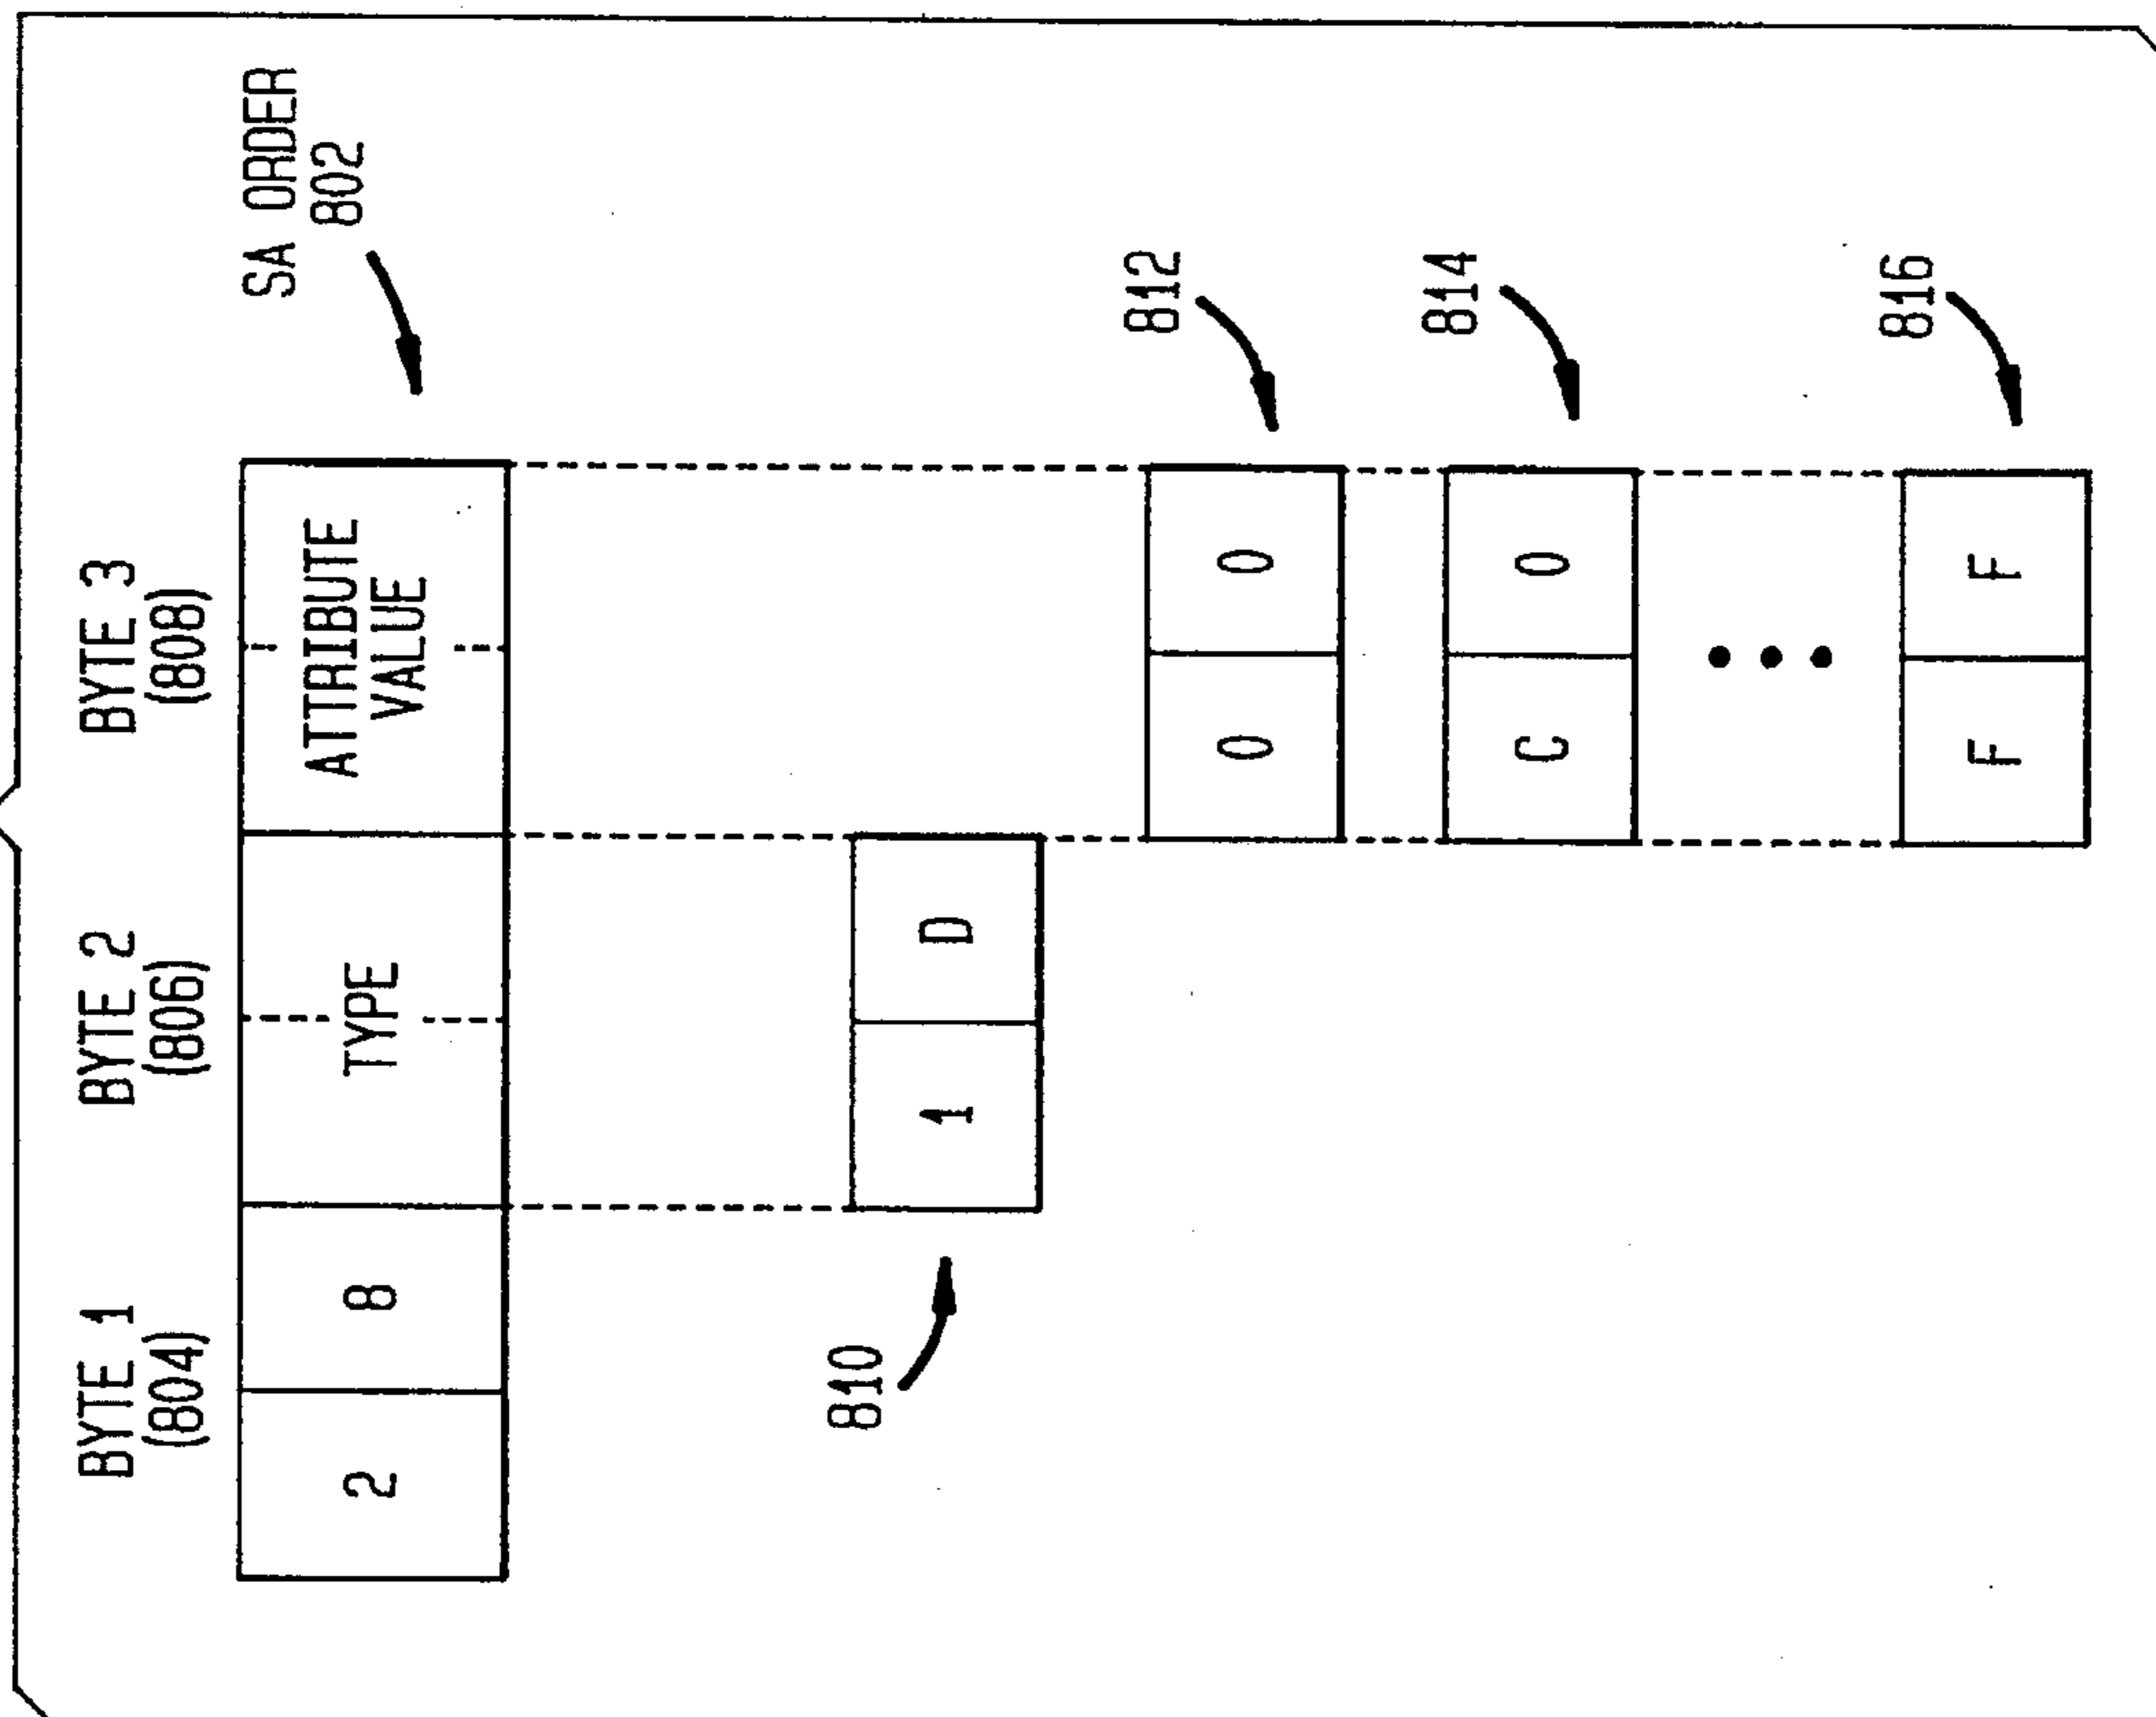 BYTE 1
(804)
BYTE 2
(806)
BYTE 3
(808)
SA ORDER
802
2
8
TYPE
ATTRIBUTE
VALUE
810
1
D
0
0
812
C
0
814
F
F
816